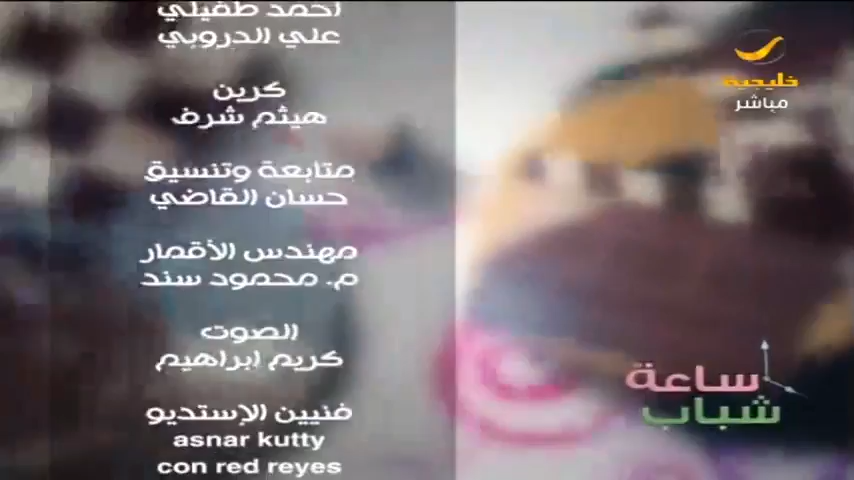 احمد طفيلي
علي الدروبي
كرين
هيثم شرف
متابعة وتنسيق
حسان القاضي
مهندس الأقمار
م. محمود سند
الصوت
كريم ابراهيم
فنيين الإستديو
asnar kutty
con red reyes
خليجية
مباشر
ساعة
شباب